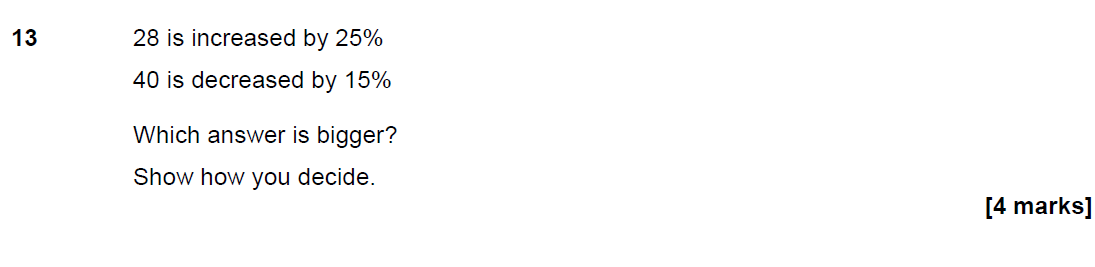 13 28 is increased by 25%
40 is decreased by 15%
Which answer is bigger?
Show how you decide.
[4 marks]